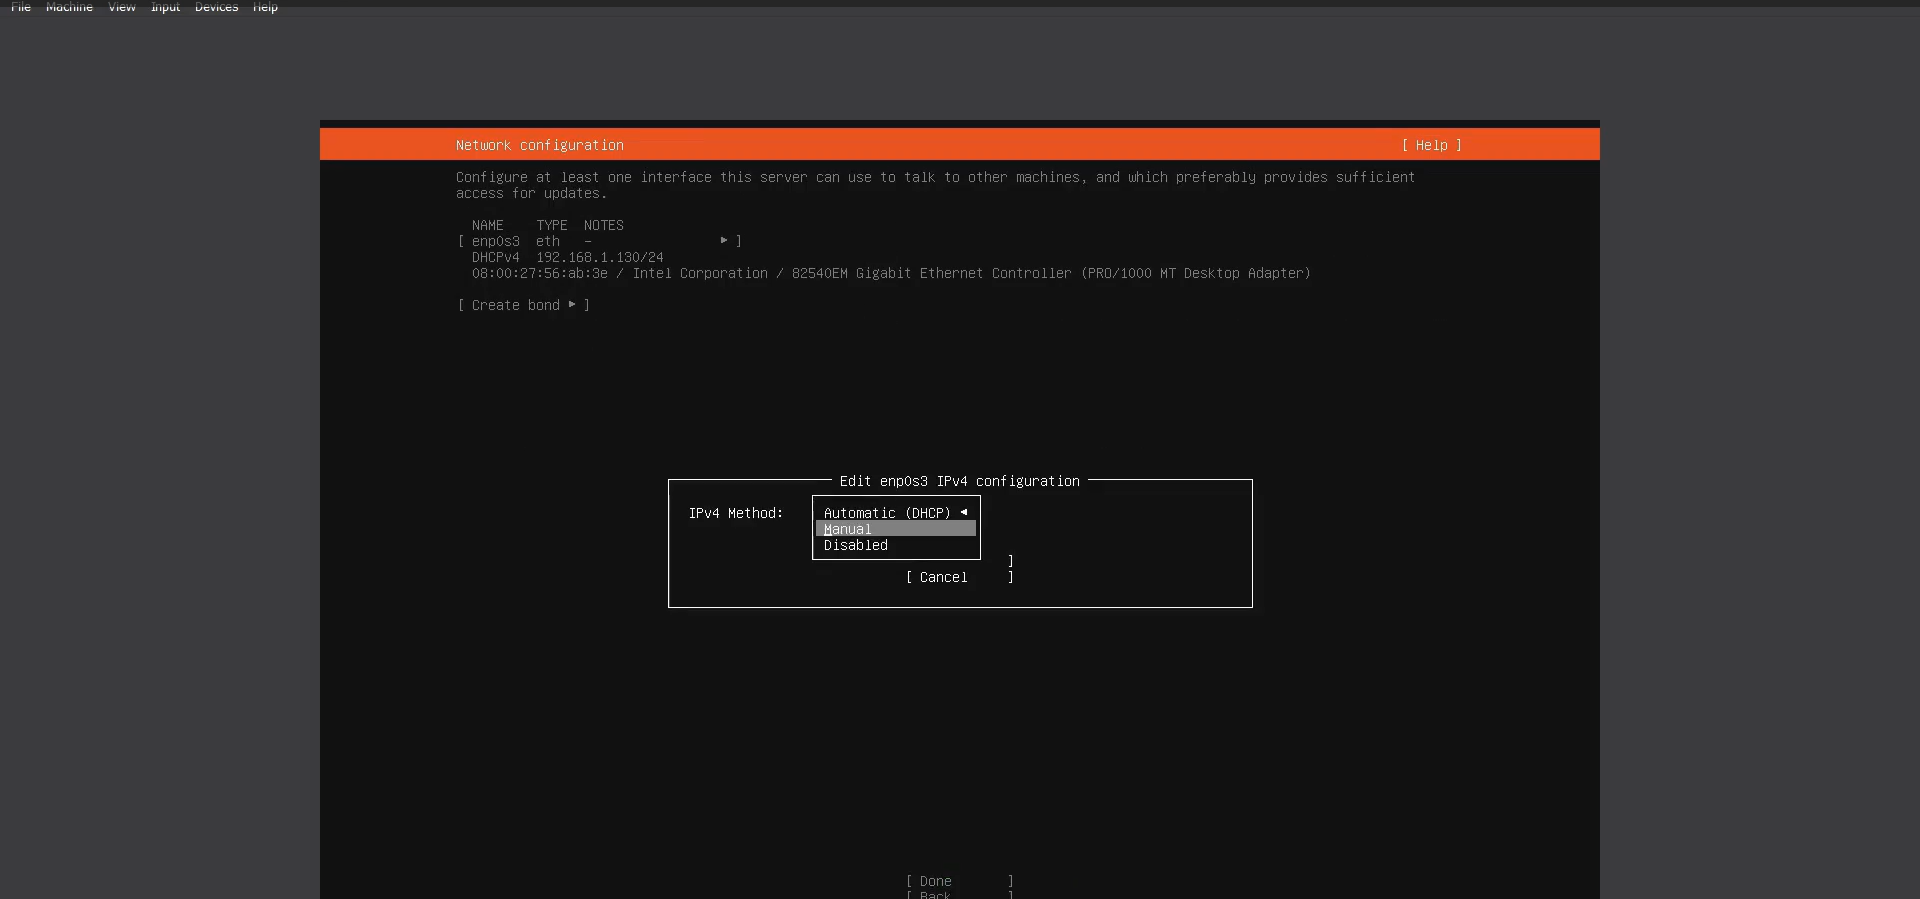 File Machine View Input Devices Help
Network configuration [ Help ]
Configure at least one interface this server can use to talk to other machines, and which preferably provides sufficient
access for updates.
NAME TYPE NOTES
[ enp0s3 eth – ▸ ]
DHCPv4 192.168.1.130/24
08:00:27:56:ab:3e / Intel Corporation / 82540EM Gigabit Ethernet Controller (PRO/1000 MT Desktop Adapter)
[ Create bond ▸ ]
Edit enp0s3 IPv4 configuration
IPv4 Method: Automatic (DHCP) ◂
Manual
Disabled
]
[ Cancel ]
[ Done ]
[ Back ]